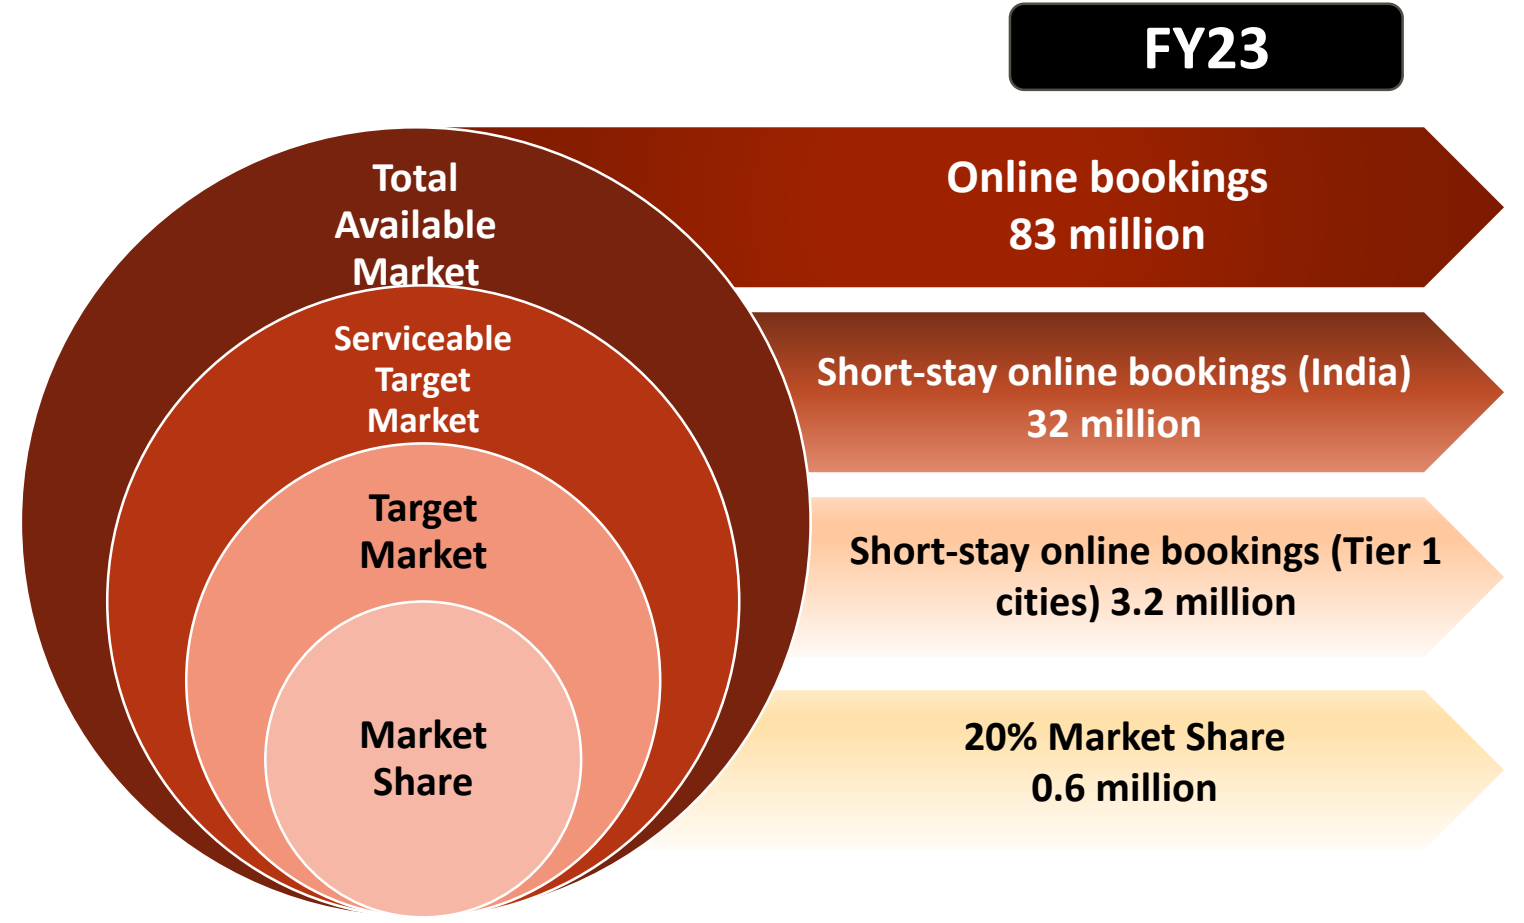 FY23
Total
Available
Market
Online bookings
83 million
Serviceable
Target
Market
Short-stay online bookings (India)
32 million
Target
Market
Short-stay online bookings (Tier 1
cities) 3.2 million
Market
Share
20% Market Share
0.6 million